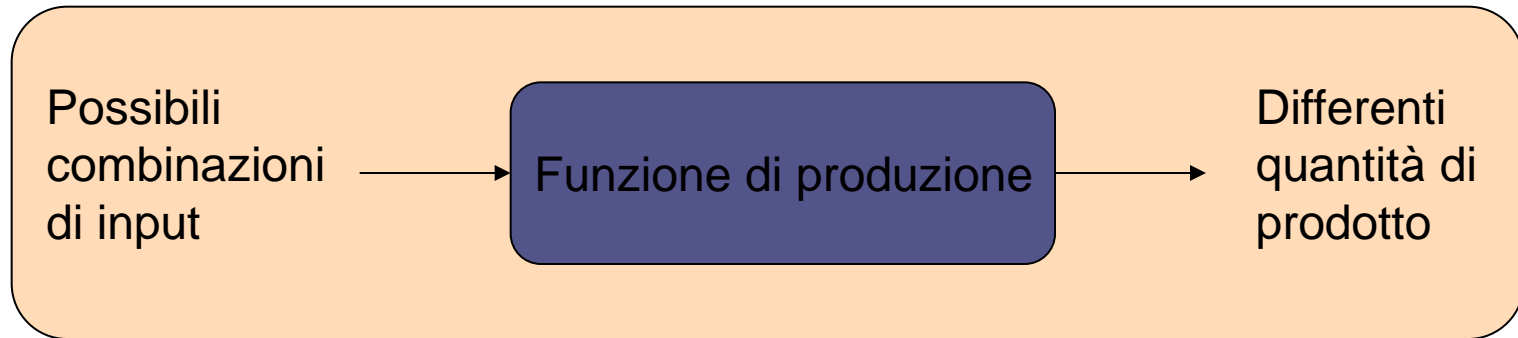 Possibili
combinazioni
di input
Funzione di produzione
Differenti
quantità di
prodotto